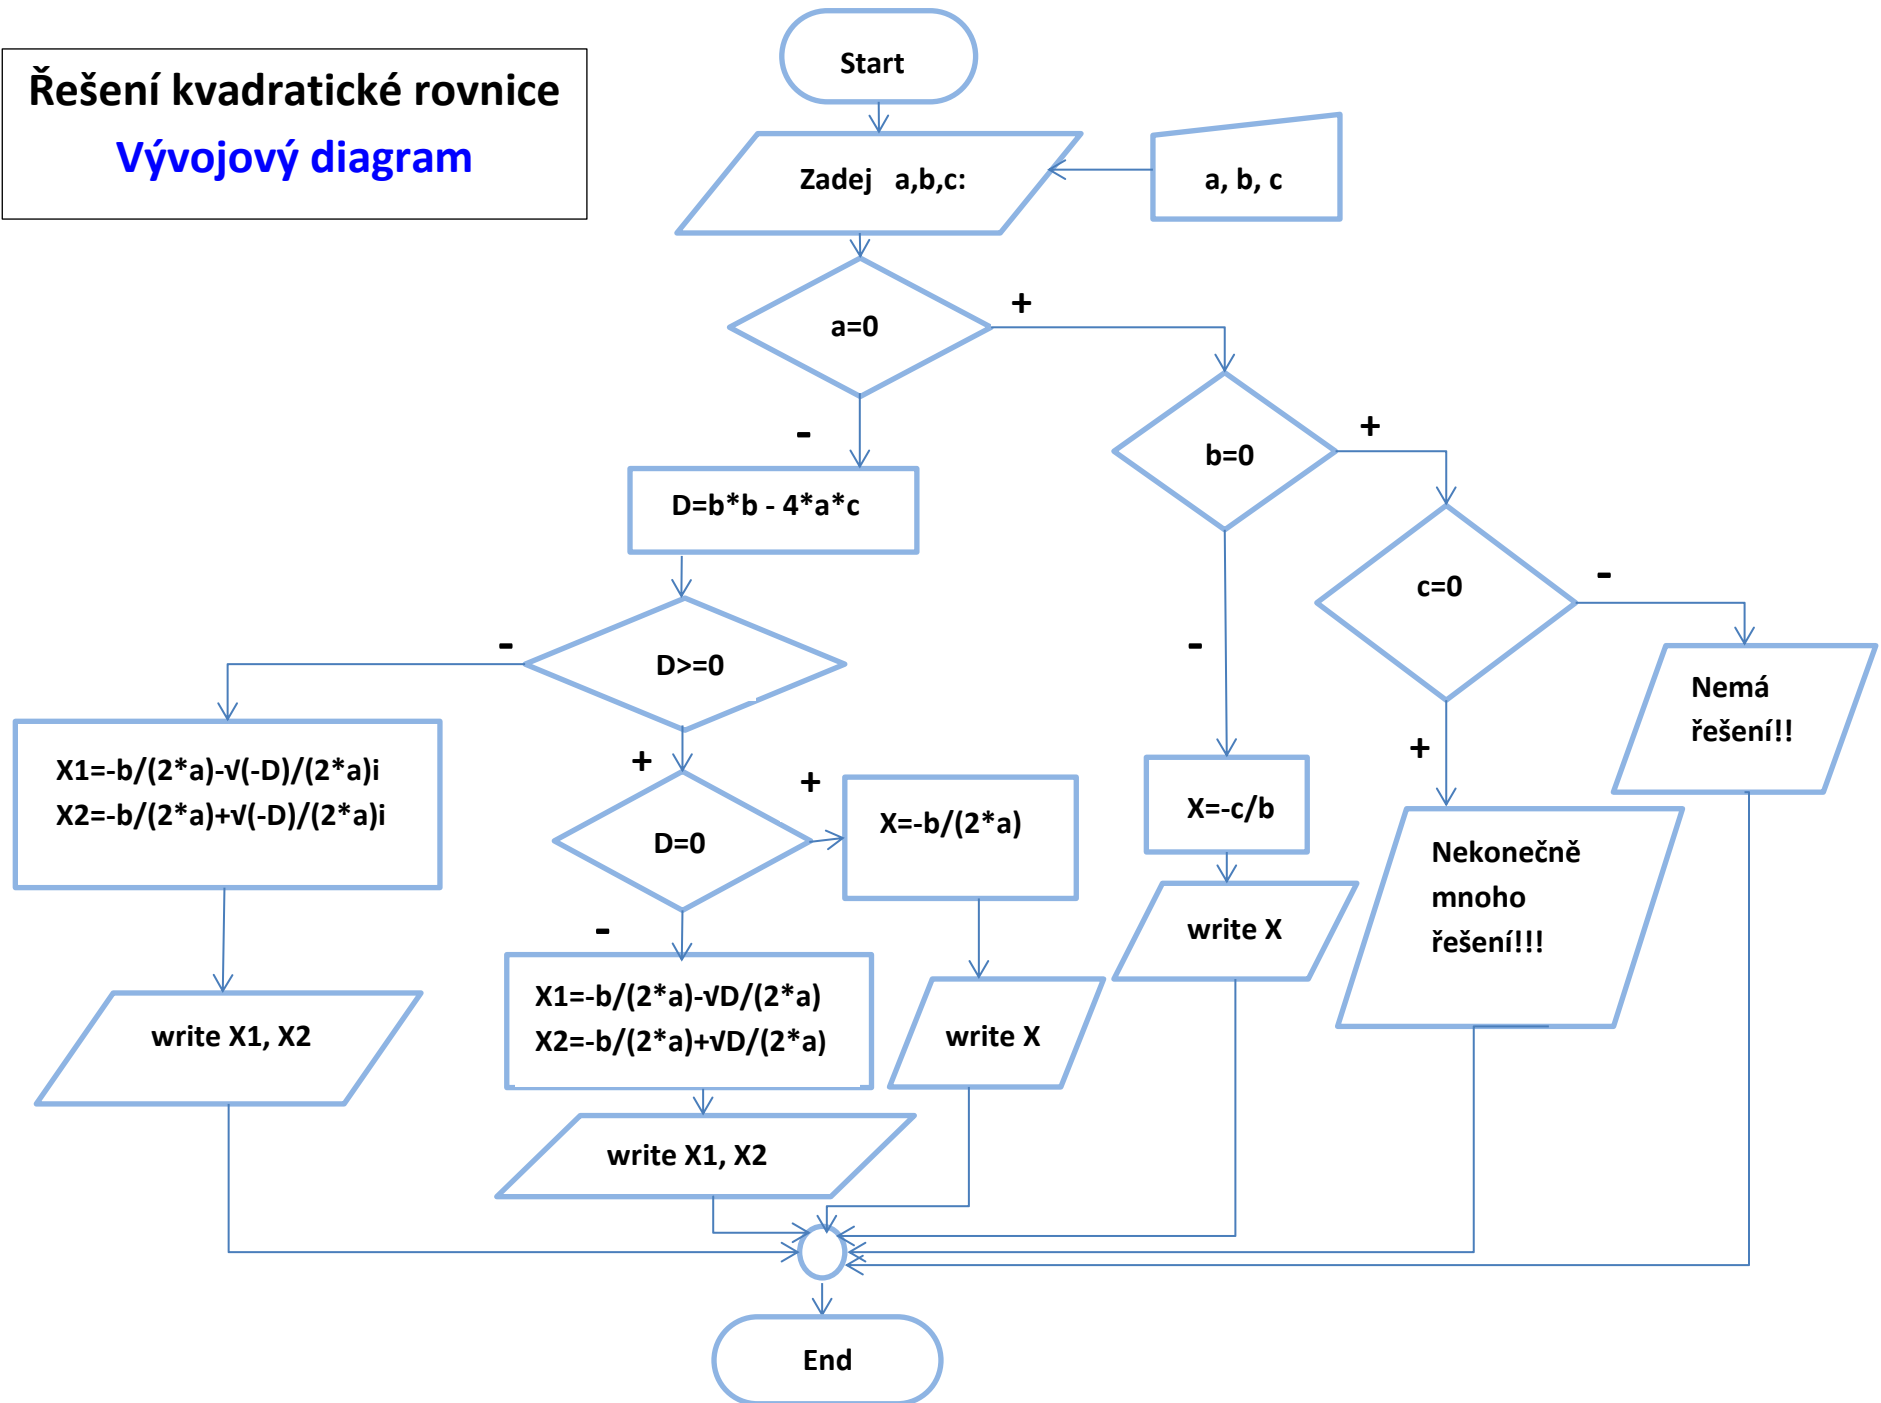 Řešení kvadratické rovnice
Vývojový diagram
Start
Zadej a,b,c:
a, b, c
a=0
+
-
b=0
+
D=b*b - 4*a*c
c=0
-
-
D>=0
-
Nemá
řešení!!
X1=-b/(2*a)-√(-D)/(2*a)i
X2=-b/(2*a)+√(-D)/(2*a)i
+
D=0
+
X=-b/(2*a)
X=-c/b
+
Nekonečně
mnoho
řešení!!!
-
write X1, X2
X1=-b/(2*a)-√D/(2*a)
X2=-b/(2*a)+√D/(2*a)
write X
write X
write X1, X2
End